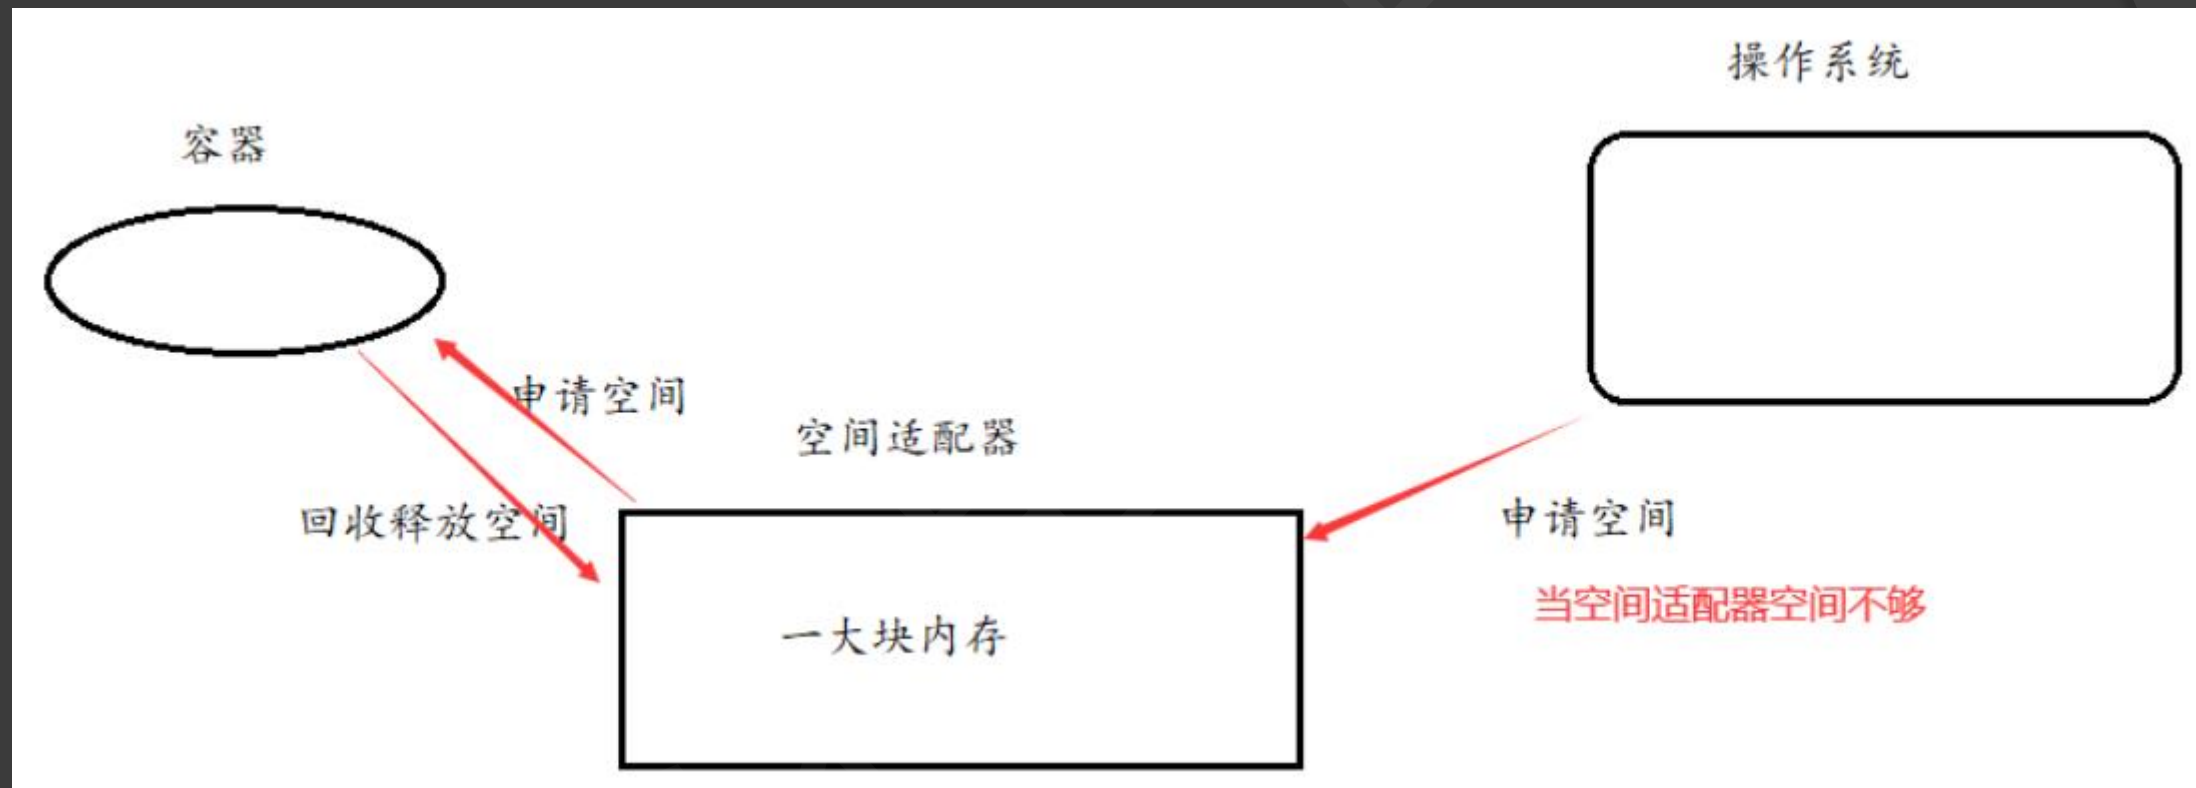 操作系统
容器
申请空间
空间适配器
回收释放空间
申请空间
当空间适配器空间不够
一大块内存